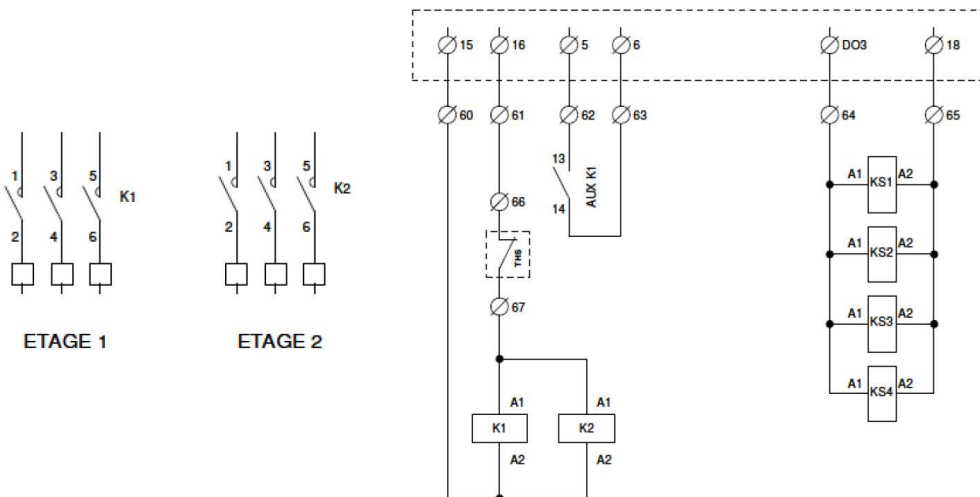 15 16 5 6 DO3 18
60 61 62 63 64 65
1 3 5 K1
2 4 6
ETAGE 1
1 3 5 K2
2 4 6
ETAGE 2
66
THS
67
13
AUX K1
14
A1 A1
K1 K2
A2 A2
A1 KS1 A2
A1 KS2 A2
A1 KS3 A2
A1 KS4 A2